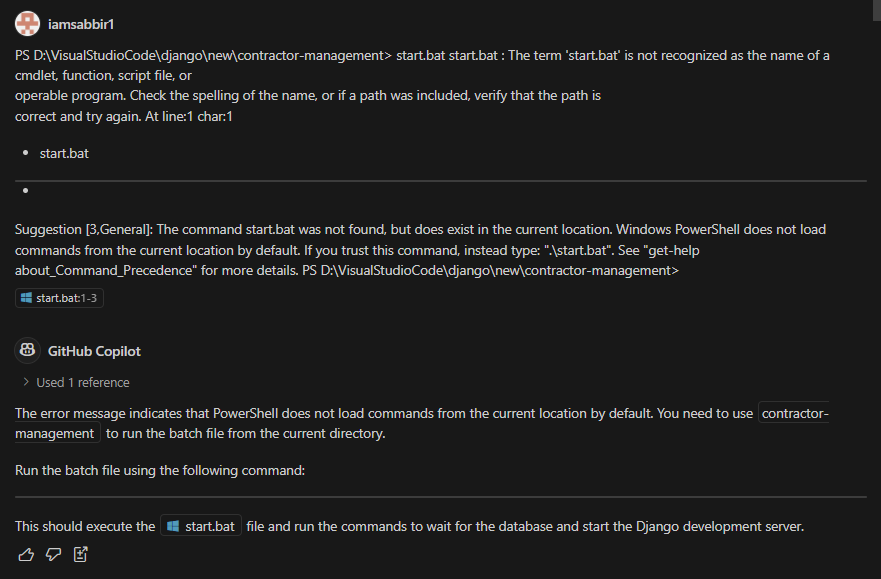 iamsabbir1
PS D:\VisualStudioCode\django\new\contractor-management> start.bat start.bat : The term 'start.bat' is not recognized as the name of a
cmdlet, function, script file, or
operable program. Check the spelling of the name, or if a path was included, verify that the path is
correct and try again. At line:1 char:1
• start.bat
•
Suggestion [3,General]: The command start.bat was not found, but does exist in the current location. Windows PowerShell does not load
commands from the current location by default. If you trust this command, instead type: ".\start.bat". See "get-help
about_Command_Precedence" for more details. PS D:\VisualStudioCode\django\new\contractor-management>
start.bat:1-3
GitHub Copilot
Used 1 reference
The error message indicates that PowerShell does not load commands from the current location by default. You need to use contractor-
management to run the batch file from the current directory.
Run the batch file using the following command:
This should execute the start.bat file and run the commands to wait for the database and start the Django development server.